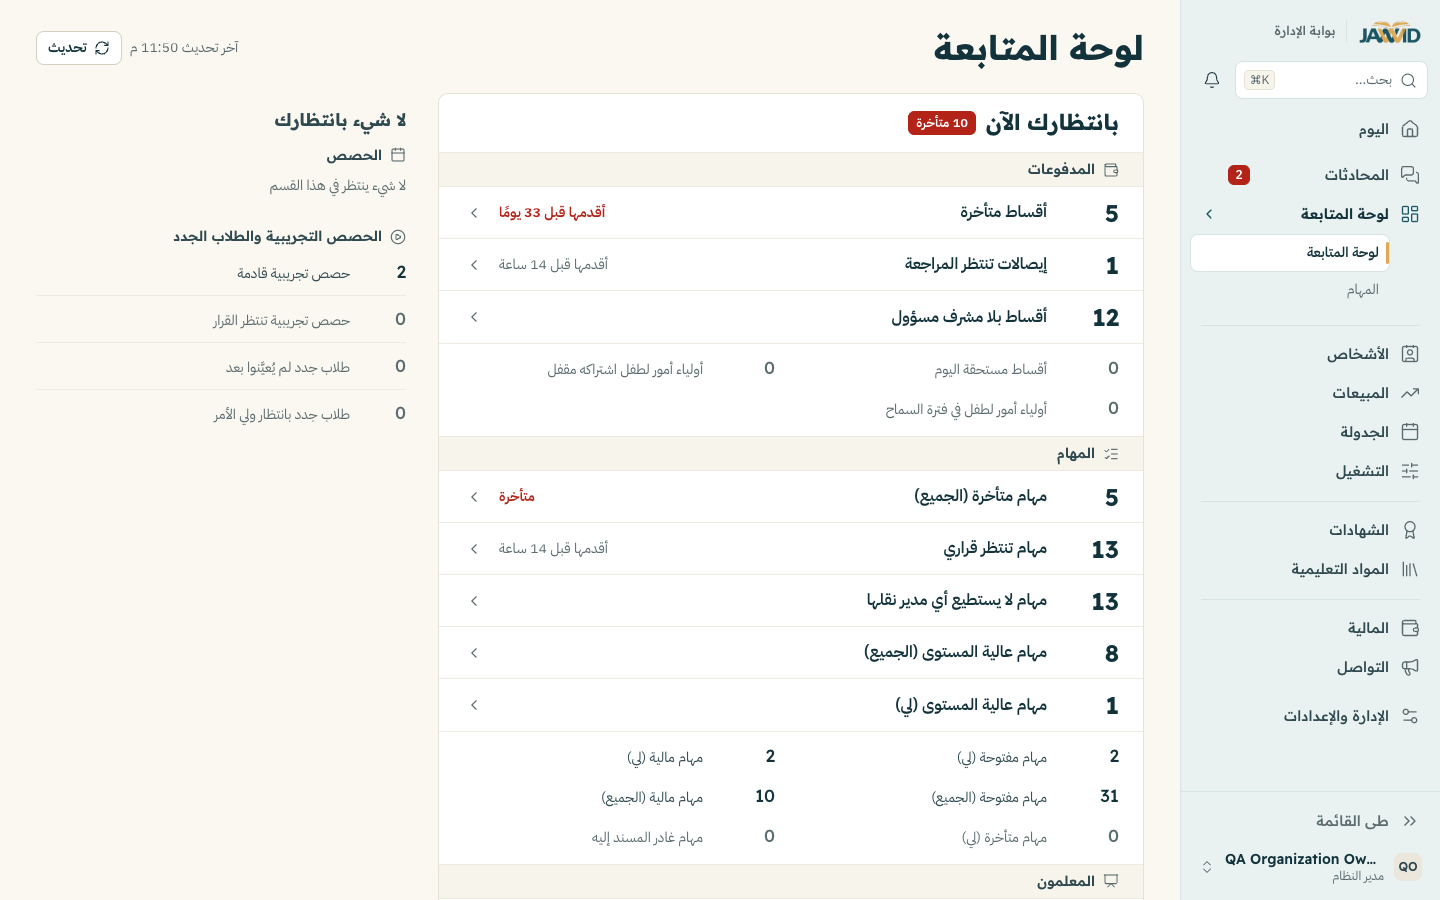 JAWWID
بوابة الإدارة
بحث...
⌘K
اليوم
المحادثات
2
لوحة المتابعة
لوحة المتابعة
المهام
الأشخاص
المبيعات
الجدولة
التشغيل
الشهادات
المواد التعليمية
المالية
التواصل
الإدارة والإعدادات
طي القائمة
QO
QA Organization Ow...
مدير النظام
لوحة المتابعة
آخر تحديث 11:50 م
تحديث
بانتظارك الآن
10 متأخرة
المدفوعات
5 أقساط متأخرة أقدمها قبل 33 يومًا
1 إيصالات تنتظر المراجعة أقدمها قبل 14 ساعة
12 أقساط بلا مشرف مسؤول
0 أقساط مستحقة اليوم 0 أولياء أمور لطفل اشتراكه مقفل
0 أولياء أمور لطفل في فترة السماح
المهام
5 مهام متأخرة (الجميع) متأخرة
13 مهام تنتظر قراري أقدمها قبل 14 ساعة
13 مهام لا يستطيع أي مدير نقلها
8 مهام عالية المستوى (الجميع)
1 مهام عالية المستوى (لي)
2 مهام مفتوحة (لي) 2 مهام مالية (لي)
31 مهام مفتوحة (الجميع) 10 مهام مالية (الجميع)
0 مهام متأخرة (لي) 0 مهام غادر المسند إليه
المعلمون
لا شيء بانتظارك
الحصص
لا شيء ينتظر في هذا القسم
الحصص التجريبية والطلاب الجدد
2 حصص تجريبية قادمة
0 حصص تجريبية تنتظر القرار
0 طلاب جدد لم يُعيَّنوا بعد
0 طلاب جدد بانتظار ولي الأمر